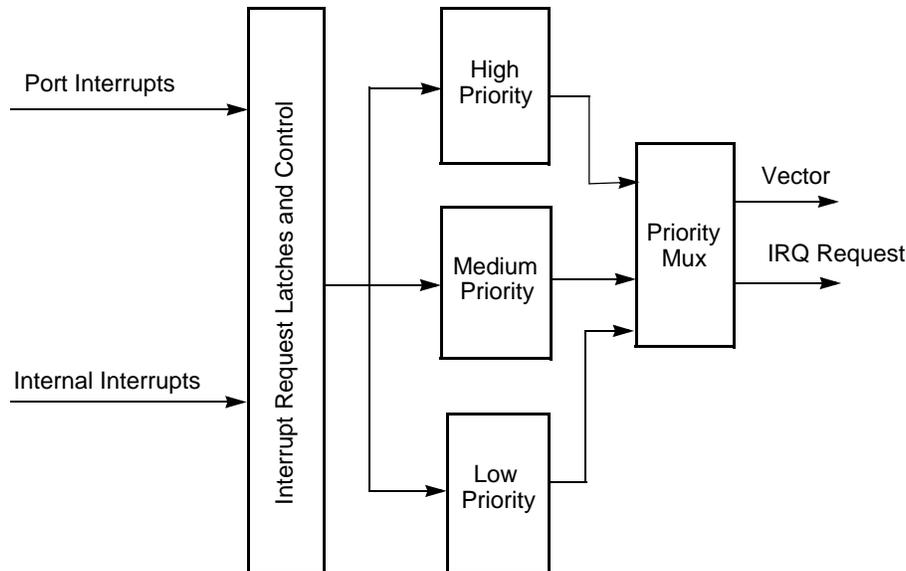 Port Interrupts
Internal Interrupts
Interrupt Request Latches and Control
High
Priority
Medium
Priority
Low
Priority
Priority
Mux
Vector
IRQ Request